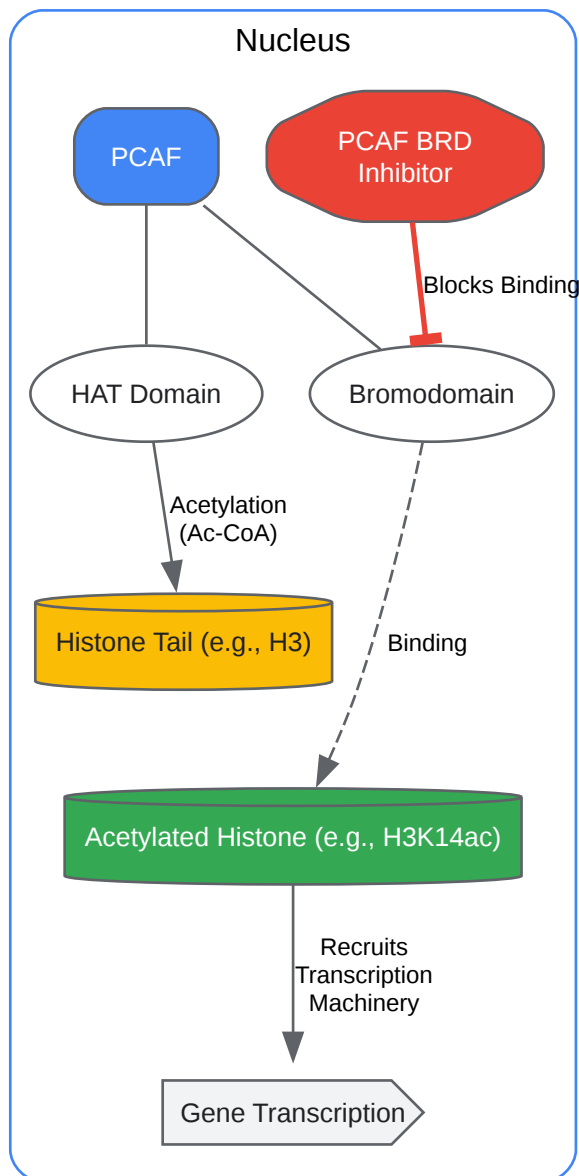 Nucleus
PCAF
PCAF BRD
Inhibitor
Blocks Binding
HAT Domain
Bromodomain
Acetylation
(Ac-CoA)
Histone Tail (e.g., H3)
Binding
Acetylated Histone (e.g., H3K14ac)
Recruits
Transcription
Machinery
Gene Transcription